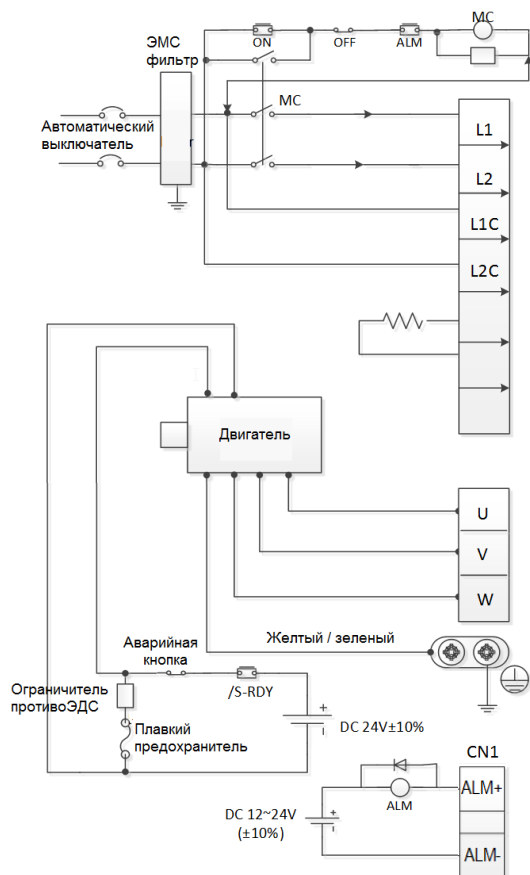 MC
ЭМС
фильтр
ON
OFF
ALM
MC
Автоматический
выключатель
r
L1
L2
L1C
L2C
Двигатель
U
V
W
Желтый / зеленый
Аварийная
кнопка
/S-RDY
Ограничитель
противоЭДС
Плавкий
предохранитель
DC 24V±10%
CN1
ALM+
ALM
DC 12~24V
(±10%)
ALM-